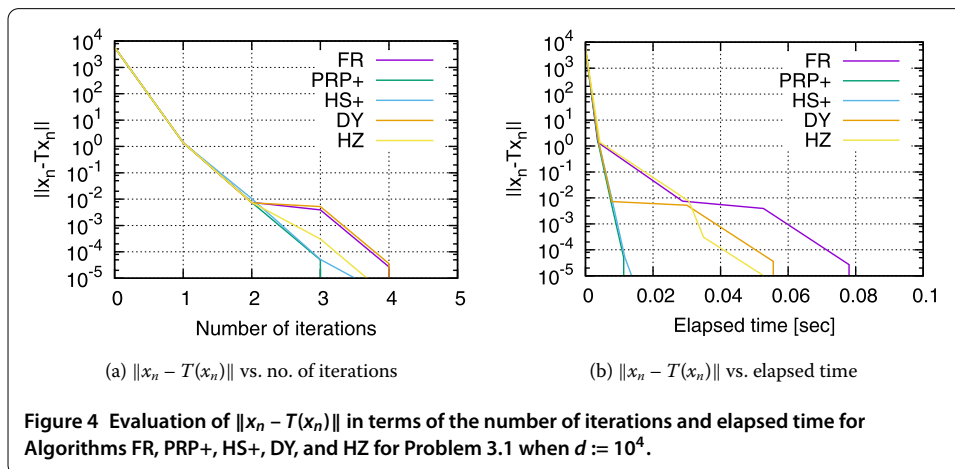 ||x_n-Tx_n||
10^4
10^3
10^2
10^1
10^0
10^-1
10^-2
10^-3
10^-4
10^-5
FR
PRP+
HS+
DY
HZ
0 1 2 3 4 5
Number of iterations
(a) ‖x_n – T(x_n)‖ vs. no. of iterations
||x_n-Tx_n||
10^4
10^3
10^2
10^1
10^0
10^-1
10^-2
10^-3
10^-4
10^-5
FR
PRP+
HS+
DY
HZ
0 0.02 0.04 0.06 0.08 0.1
Elapsed time [sec]
(b) ‖x_n – T(x_n)‖ vs. elapsed time
Figure 4 Evaluation of ‖x_n – T(x_n)‖ in terms of the number of iterations and elapsed time for
Algorithms FR, PRP+, HS+, DY, and HZ for Problem 3.1 when d := 10^4.